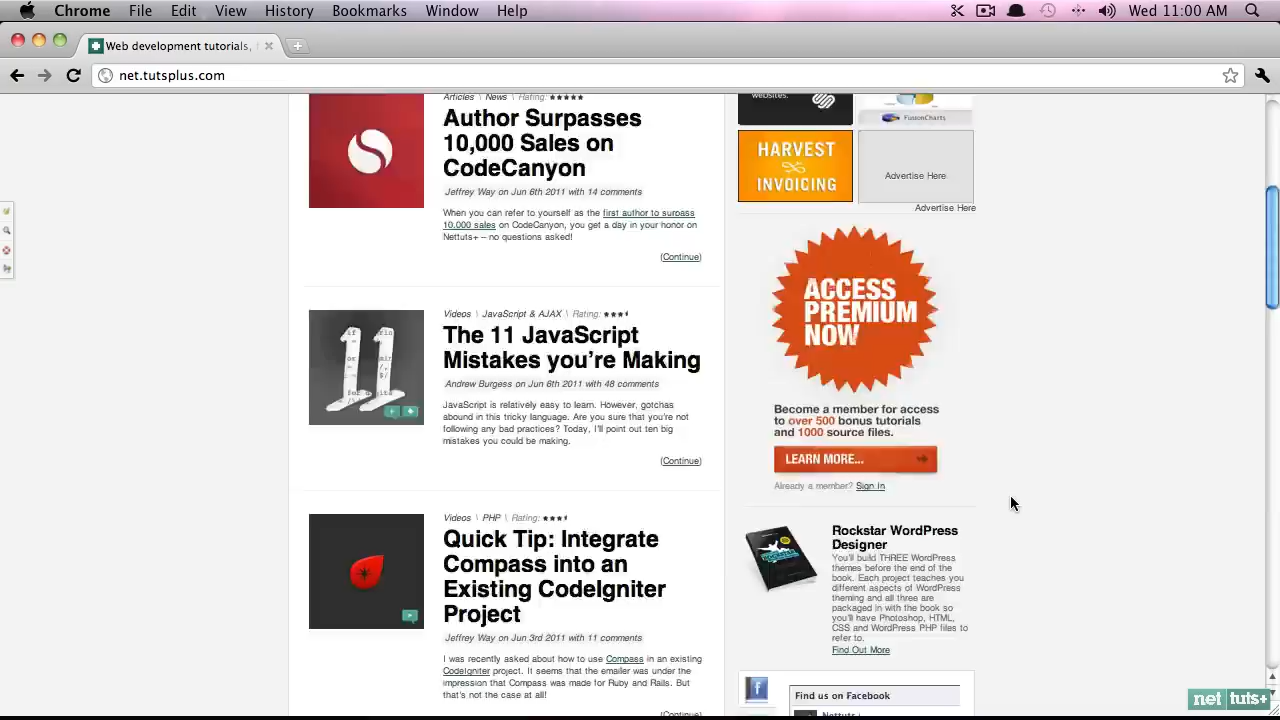 Chrome File Edit View History Bookmarks Window Help
Wed 11:00 AM
Web development tutorials,
net.tutsplus.com
Articles \ News \ Rating:
Author Surpasses
10,000 Sales on
CodeCanyon
Jeffrey Way on Jun 6th 2011 with 14 comments
When you can refer to yourself as the first author to surpass
10,000 sales on CodeCanyon, you get a day in your honor on
Nettuts+ – no questions asked!
(Continue)
Videos \ JavaScript & AJAX \ Rating:
The 11 JavaScript
Mistakes you're Making
Andrew Burgess on Jun 6th 2011 with 48 comments
JavaScript is relatively easy to learn. However, gotchas
abound in this tricky language. Are you sure that you're not
following any bad practices? Today, I'll point out ten big
mistakes you could be making.
(Continue)
11
Videos \ PHP \ Rating:
Quick Tip: Integrate
Compass into an
Existing CodeIgniter
Project
Jeffrey Way on Jun 3rd 2011 with 11 comments
I was recently asked about how to use Compass in an existing
CodeIgniter project. It seems that the emailer was under the
impression that Compass was made for Ruby and Rails. But
that's not the case at all!
(Continue)
websites.
FusionCharts
HARVEST
INVOICING
Advertise Here
Advertise Here
ACCESS
PREMIUM
NOW
Become a member for access
to over 500 bonus tutorials
and 1000 source files.
LEARN MORE...
Already a member? Sign in
Rockstar WordPress
Designer
You'll build THREE WordPress
themes before the end of the
book. Each project teaches you
different aspects of WordPress
theming and all three are
packaged in with the book so
you'll have Photoshop, HTML,
CSS and WordPress PHP files to
refer to.
Find Out More
Find us on Facebook
Nettuts+
net tuts+